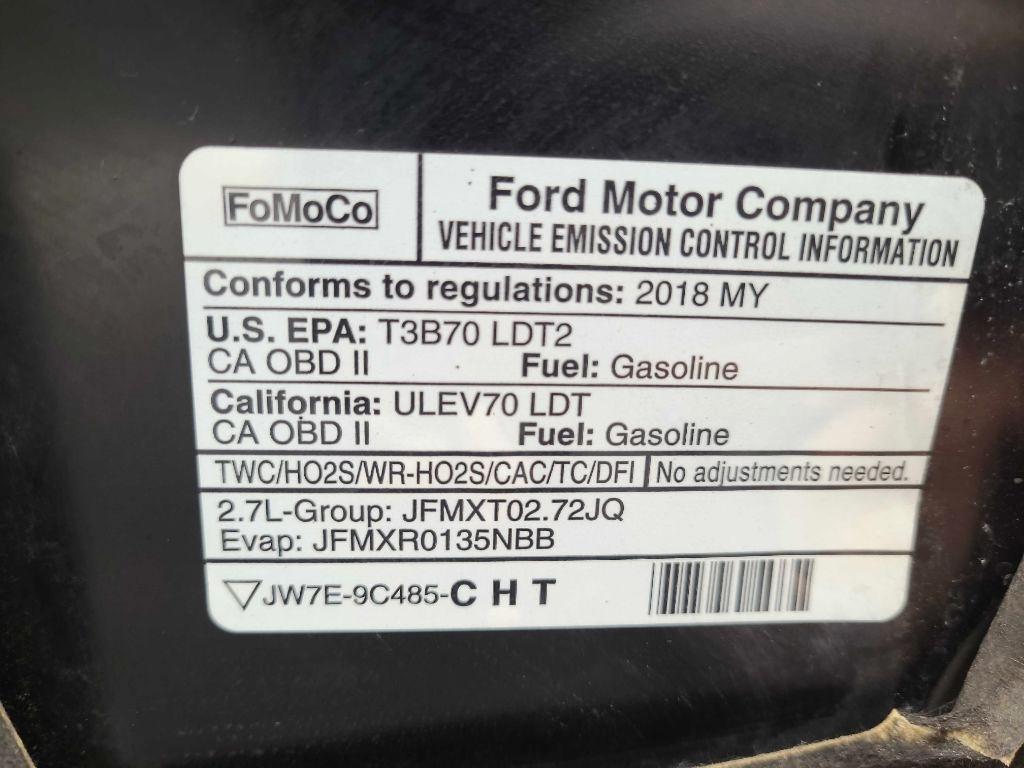 FoMoCo
Ford Motor Company
VEHICLE EMISSION CONTROL INFORMATION
Conforms to regulations: 2018 MY
U.S. EPA: T3B70 LDT2
CA OBD II Fuel: Gasoline
California: ULEV70 LDT
CA OBD II Fuel: Gasoline
TWC/HO2S/WR-HO2S/CAC/TC/DFI No adjustments needed.
2.7L-Group: JFMXT02.72JQ
Evap: JFMXR0135NBB
▽JW7E-9C485-C H T